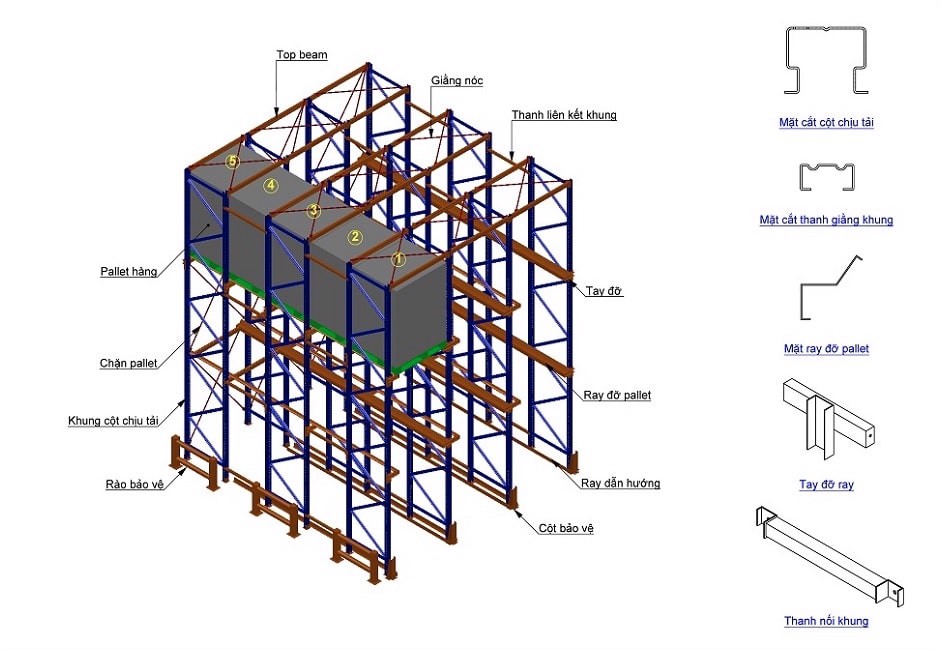 Top beam
Giằng nóc
Thanh liên kết khung
5
4
3
2
1
Pallet hàng
Tay đỡ
Chặn pallet
Ray đỡ pallet
Khung cột chịu tải
Rào bảo vệ
Ray dẫn hướng
Cột bảo vệ
Mặt cắt cột chịu tải
Mặt cắt thanh giằng khung
Mặt ray đỡ pallet
Tay đỡ ray
Thanh nối khung